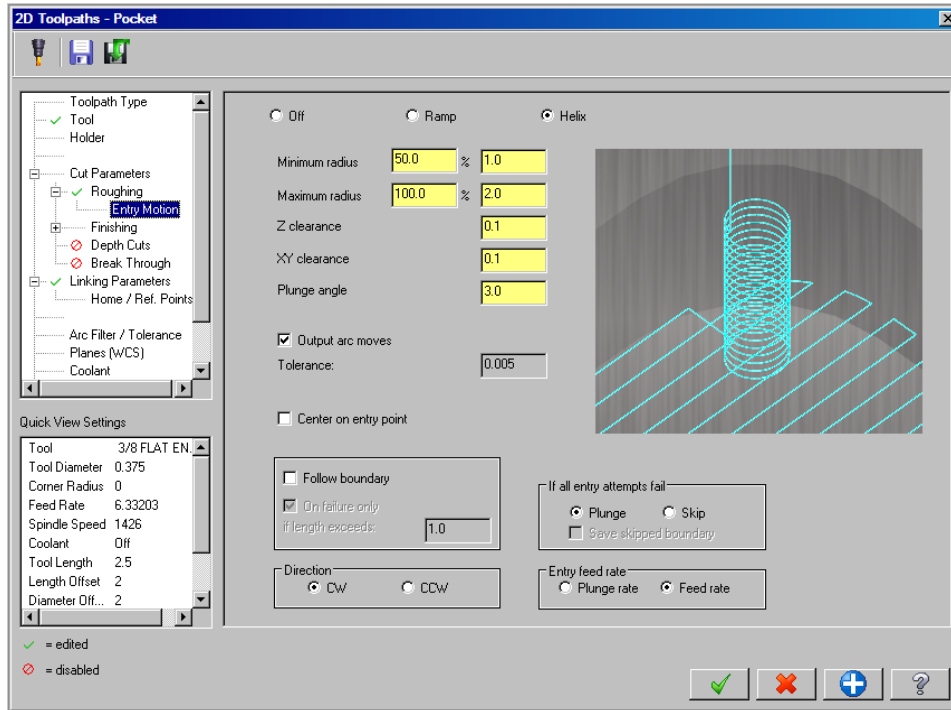 2D Toolpaths - Pocket
Toolpath Type
Tool
Holder
Cut Parameters
Roughing
Entry Motion
Finishing
Depth Cuts
Break Through
Linking Parameters
Home / Ref. Points
Arc Filter / Tolerance
Planes (WCS)
Coolant
Quick View Settings
Tool 3/8 FLAT EN.
Tool Diameter 0.375
Corner Radius 0
Feed Rate 6.33203
Spindle Speed 1426
Coolant Off
Tool Length 2.5
Length Offset 2
Diameter Off... 2
= edited
= disabled
Off Ramp Helix
Minimum radius 50.0 % 1.0
Maximum radius 100.0 % 2.0
Z clearance 0.1
XY clearance 0.1
Plunge angle 3.0
Output arc moves
Tolerance: 0.005
Center on entry point
Follow boundary
On failure only
if length exceeds: 1.0
Direction
CW CCW
If all entry attempts fail
Plunge Skip
Save skipped boundary
Entry feed rate
Plunge rate Feed rate